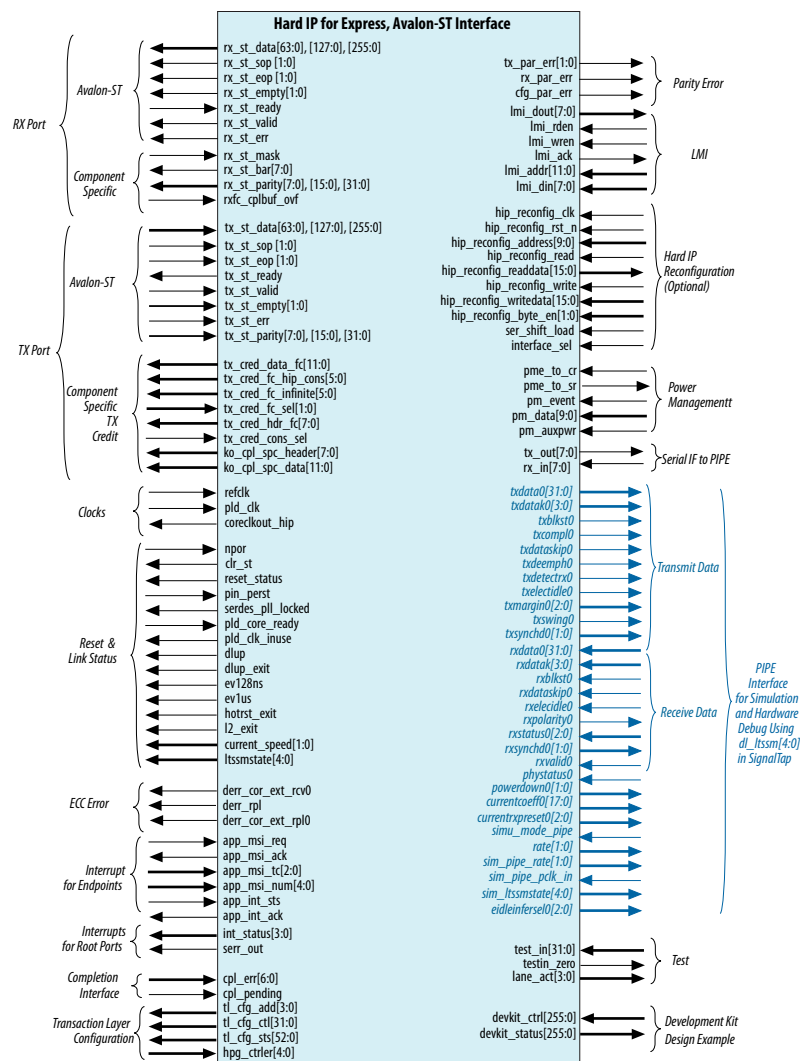 Hard IP for Express, Avalon-ST Interface
RX Port
Avalon-ST
rx_st_data[63:0], [127:0], [255:0]
rx_st_sop [1:0]
rx_st_eop [1:0]
rx_st_empty[1:0]
rx_st_ready
rx_st_valid
rx_st_err
Component
Specific
rx_st_mask
rx_st_bar[7:0]
rx_st_parity[7:0], [15:0], [31:0]
rxfc_cplbuf_ovf
TX Port
Avalon-ST
tx_st_data[63:0], [127:0], [255:0]
tx_st_sop [1:0]
tx_st_eop [1:0]
tx_st_ready
tx_st_valid
tx_st_empty[1:0]
tx_st_err
tx_st_parity[7:0], [15:0], [31:0]
Component
Specific
TX
Credit
tx_cred_data_fc[11:0]
tx_cred_fc_hip_cons[5:0]
tx_cred_fc_infinite[5:0]
tx_cred_fc_sel[1:0]
tx_cred_hdr_fc[7:0]
tx_cred_cons_sel
ko_cpl_spc_header[7:0]
ko_cpl_spc_data[11:0]
Clocks
refclk
pld_clk
coreclkout_hip
Reset &
Link Status
npor
clr_st
reset_status
pin_perst
serdes_pll_locked
pld_core_ready
pld_clk_inuse
dlup
dlup_exit
ev128ns
ev1us
hotrst_exit
l2_exit
current_speed[1:0]
ltssmstate[4:0]
ECC Error
derr_cor_ext_rcv0
derr_rpl
derr_cor_ext_rpl0
Interrupt
for Endpoints
app_msi_req
app_msi_ack
app_msi_tc[2:0]
app_msi_num[4:0]
app_int_sts
app_int_ack
Interrupts
for Root Ports
int_status[3:0]
serr_out
Completion
Interface
cpl_err[6:0]
cpl_pending
Transaction Layer
Configuration
tl_cfg_add[3:0]
tl_cfg_ctl[31:0]
tl_cfg_sts[52:0]
hpg_ctrler[4:0]
tx_par_err[1:0]
rx_par_err
cfg_par_err
Parity Error
lmi_dout[7:0]
lmi_rden
lmi_wren
lmi_ack
lmi_addr[11:0]
lmi_din[7:0]
LMI
hip_reconfig_clk
hip_reconfig_rst_n
hip_reconfig_address[9:0]
hip_reconfig_read
hip_reconfig_readdata[15:0]
hip_reconfig_write
hip_reconfig_writedata[15:0]
hip_reconfig_byte_en[1:0]
ser_shift_load
interface_sel
Hard IP
Reconfiguration
(Optional)
pme_to_cr
pme_to_sr
pm_event
pm_data[9:0]
pm_auxpwr
Power
Managementt
tx_out[7:0]
rx_in[7:0]
Serial IF to PIPE
txdata0[31:0]
txdatak0[3:0]
txblkst0
txcompl0
txdataskip0
txdeemph0
txdetectrx0
txelectidle0
txmargin0[2:0]
txswing0
txsynchd0[1:0]
Transmit Data
rxdata0[31:0]
rxdatak[3:0]
rxblkst0
rxdataskip0
rxelecidle0
rxpolarity0
rxstatus0[2:0]
rxsynchd0[1:0]
rxvalid0
Receive Data
phystatus0
powerdown0[1:0]
currentcoeff0[17:0]
currentrxpreset0[2:0]
simu_mode_pipe
rate[1:0]
sim_pipe_rate[1:0]
sim_pipe_pclk_in
sim_ltssmstate[4:0]
eidleinfersel0[2:0]
PIPE
Interface
for Simulation
and Hardware
Debug Using
dl_ltssm[4:0]
in SignalTap
test_in[31:0]
testin_zero
lane_act[3:0]
Test
devkit_ctrl[255:0]
devkit_status[255:0]
Development Kit
Design Example